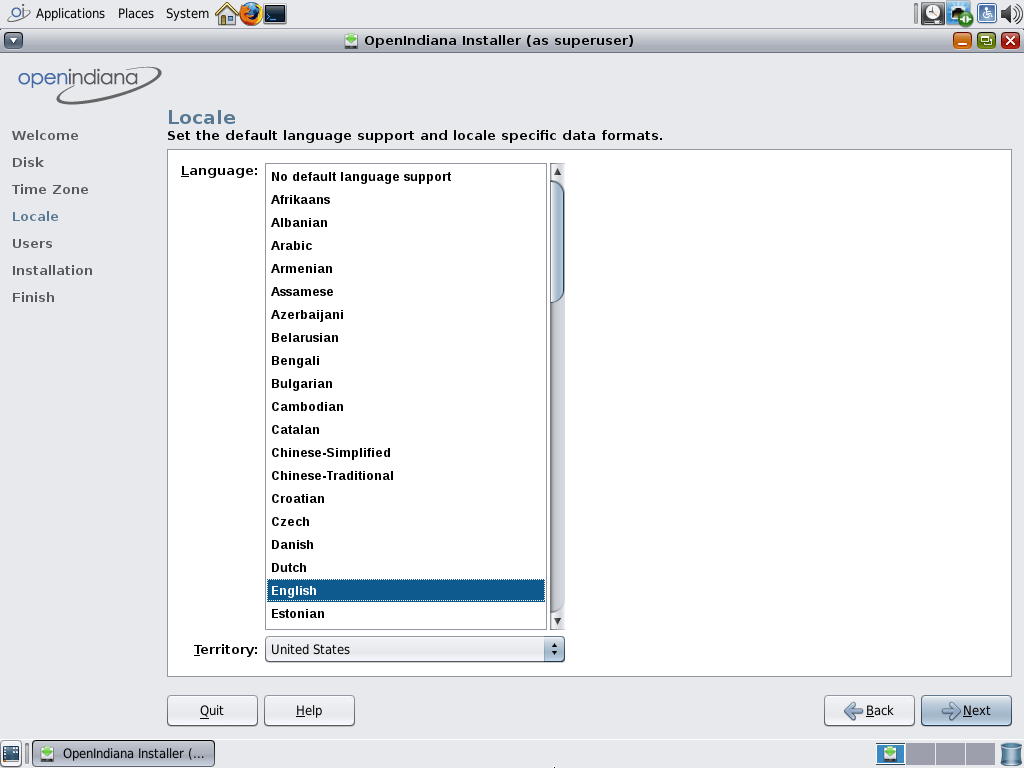 Applications Places System
OpenIndiana Installer (as superuser)
openindiana
Locale
Set the default language support and locale specific data formats.
Welcome
Disk
Time Zone
Locale
Users
Installation
Finish
Language:
No default language support
Afrikaans
Albanian
Arabic
Armenian
Assamese
Azerbaijani
Belarusian
Bengali
Bulgarian
Cambodian
Catalan
Chinese-Simplified
Chinese-Traditional
Croatian
Czech
Danish
Dutch
English
Estonian
Territory: United States
Quit Help Back Next
OpenIndiana Installer (...